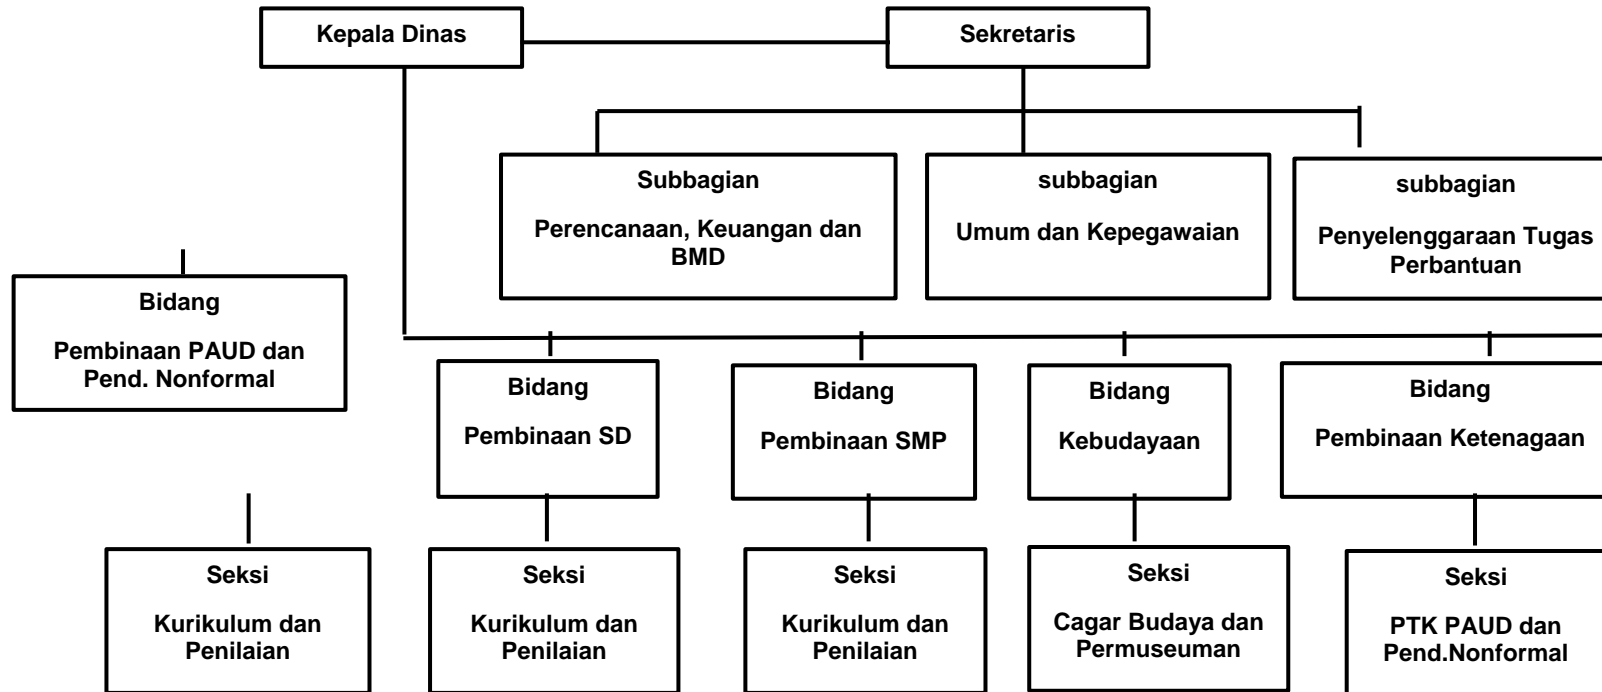 Kepala Dinas
Sekretaris
Subbagian
Perencanaan, Keuangan dan
BMD
subbagian
Umum dan Kepegawaian
subbagian
Penyelenggaraan Tugas
Perbantuan
Bidang
Pembinaan PAUD dan
Pend. Nonformal
Bidang
Pembinaan SD
Bidang
Pembinaan SMP
Bidang
Kebudayaan
Bidang
Pembinaan Ketenagaan
Seksi
Kurikulum dan
Penilaian
Seksi
Kurikulum dan
Penilaian
Seksi
Kurikulum dan
Penilaian
Seksi
Cagar Budaya dan
Permuseuman
Seksi
PTK PAUD dan
Pend.Nonformal